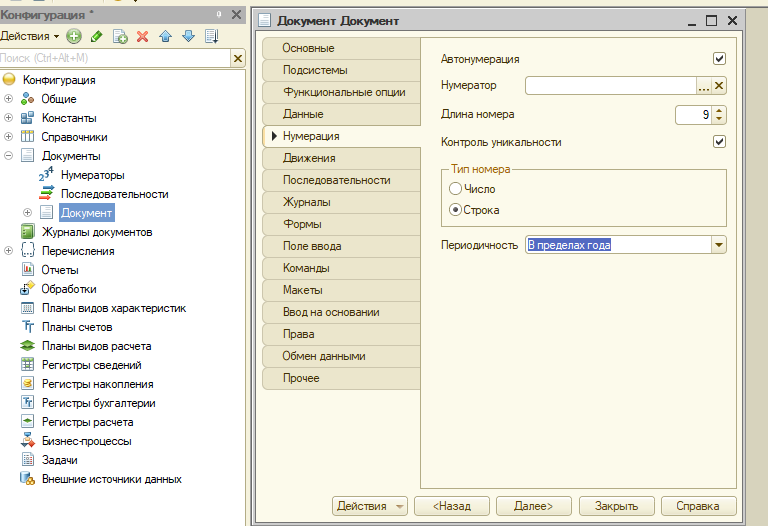 Конфигурация *
Действия
Поиск (Ctrl+Alt+M)
Конфигурация
Общие
Константы
Справочники
Документы
Нумераторы
Последовательности
Документ
Журналы документов
Перечисления
Отчеты
Обработки
Планы видов характеристик
Планы счетов
Планы видов расчета
Регистры сведений
Регистры накопления
Регистры бухгалтерии
Регистры расчета
Бизнес-процессы
Задачи
Внешние источники данных
Документ Документ
Основные
Подсистемы
Функциональные опции
Данные
Нумерация
Движения
Последовательности
Журналы
Формы
Поле ввода
Команды
Макеты
Ввод на основании
Права
Обмен данными
Прочее
Автонумерация
Нумератор ...
Длина номера 9
Контроль уникальности
Тип номера
Число
Строка
Периодичность В пределах года
Действия <Назад Далее> Закрыть Справка